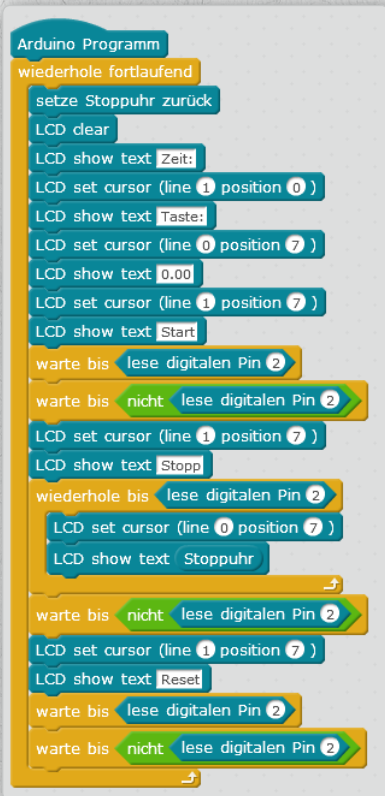 Arduino Programm
wiederhole fortlaufend
setze Stoppuhr zurück
LCD clear
LCD show text Zeit:
LCD set cursor (line 1 position 0 )
LCD show text Taste:
LCD set cursor (line 0 position 7 )
LCD show text 0.00
LCD set cursor (line 1 position 7 )
LCD show text Start
warte bis lese digitalen Pin 2
warte bis nicht lese digitalen Pin 2
LCD set cursor (line 1 position 7 )
LCD show text Stopp
wiederhole bis lese digitalen Pin 2
LCD set cursor (line 0 position 7 )
LCD show text Stoppuhr
warte bis nicht lese digitalen Pin 2
LCD set cursor (line 1 position 7 )
LCD show text Reset
warte bis lese digitalen Pin 2
warte bis nicht lese digitalen Pin 2